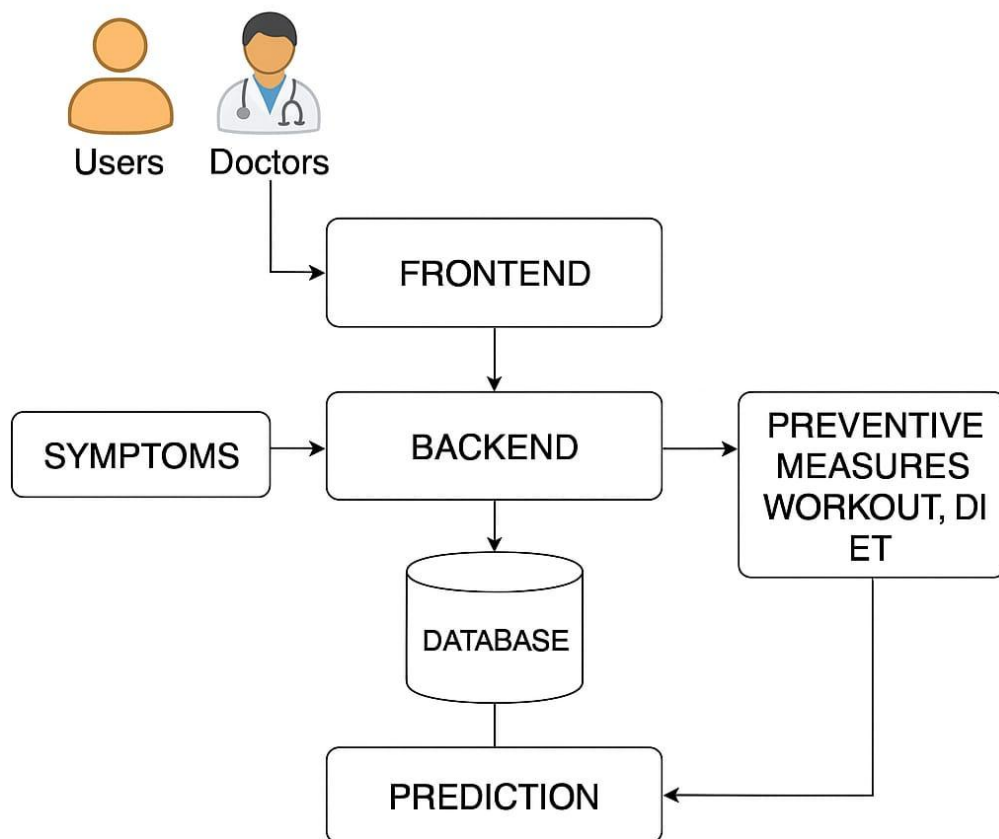 Users
Doctors
FRONTEND
SYMPTOMS
BACKEND
PREVENTIVE
MEASURES
WORKOUT, DI
ET
DATABASE
PREDICTION